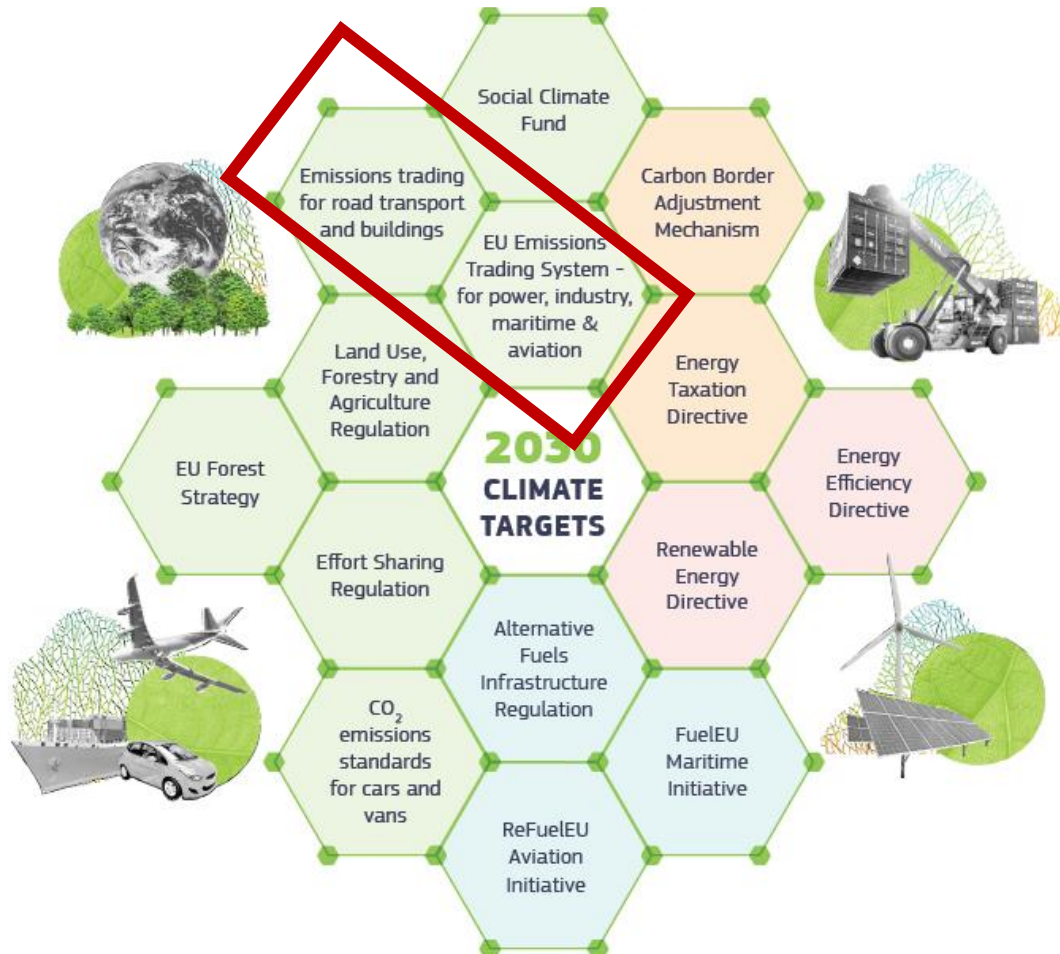 Social Climate
Fund
Emissions trading
for road transport
and buildings
Carbon Border
Adjustment
Mechanism
EU Emissions
Trading System -
for power, industry,
maritime &
aviation
Land Use,
Forestry and
Agriculture
Regulation
Energy
Taxation
Directive
EU Forest
Strategy
2030
CLIMATE
TARGETS
Energy
Efficiency
Directive
Effort Sharing
Regulation
Renewable
Energy
Directive
Alternative
Fuels
Infrastructure
Regulation
CO₂
emissions
standards
for cars and
vans
FuelEU
Maritime
Initiative
ReFuelEU
Aviation
Initiative